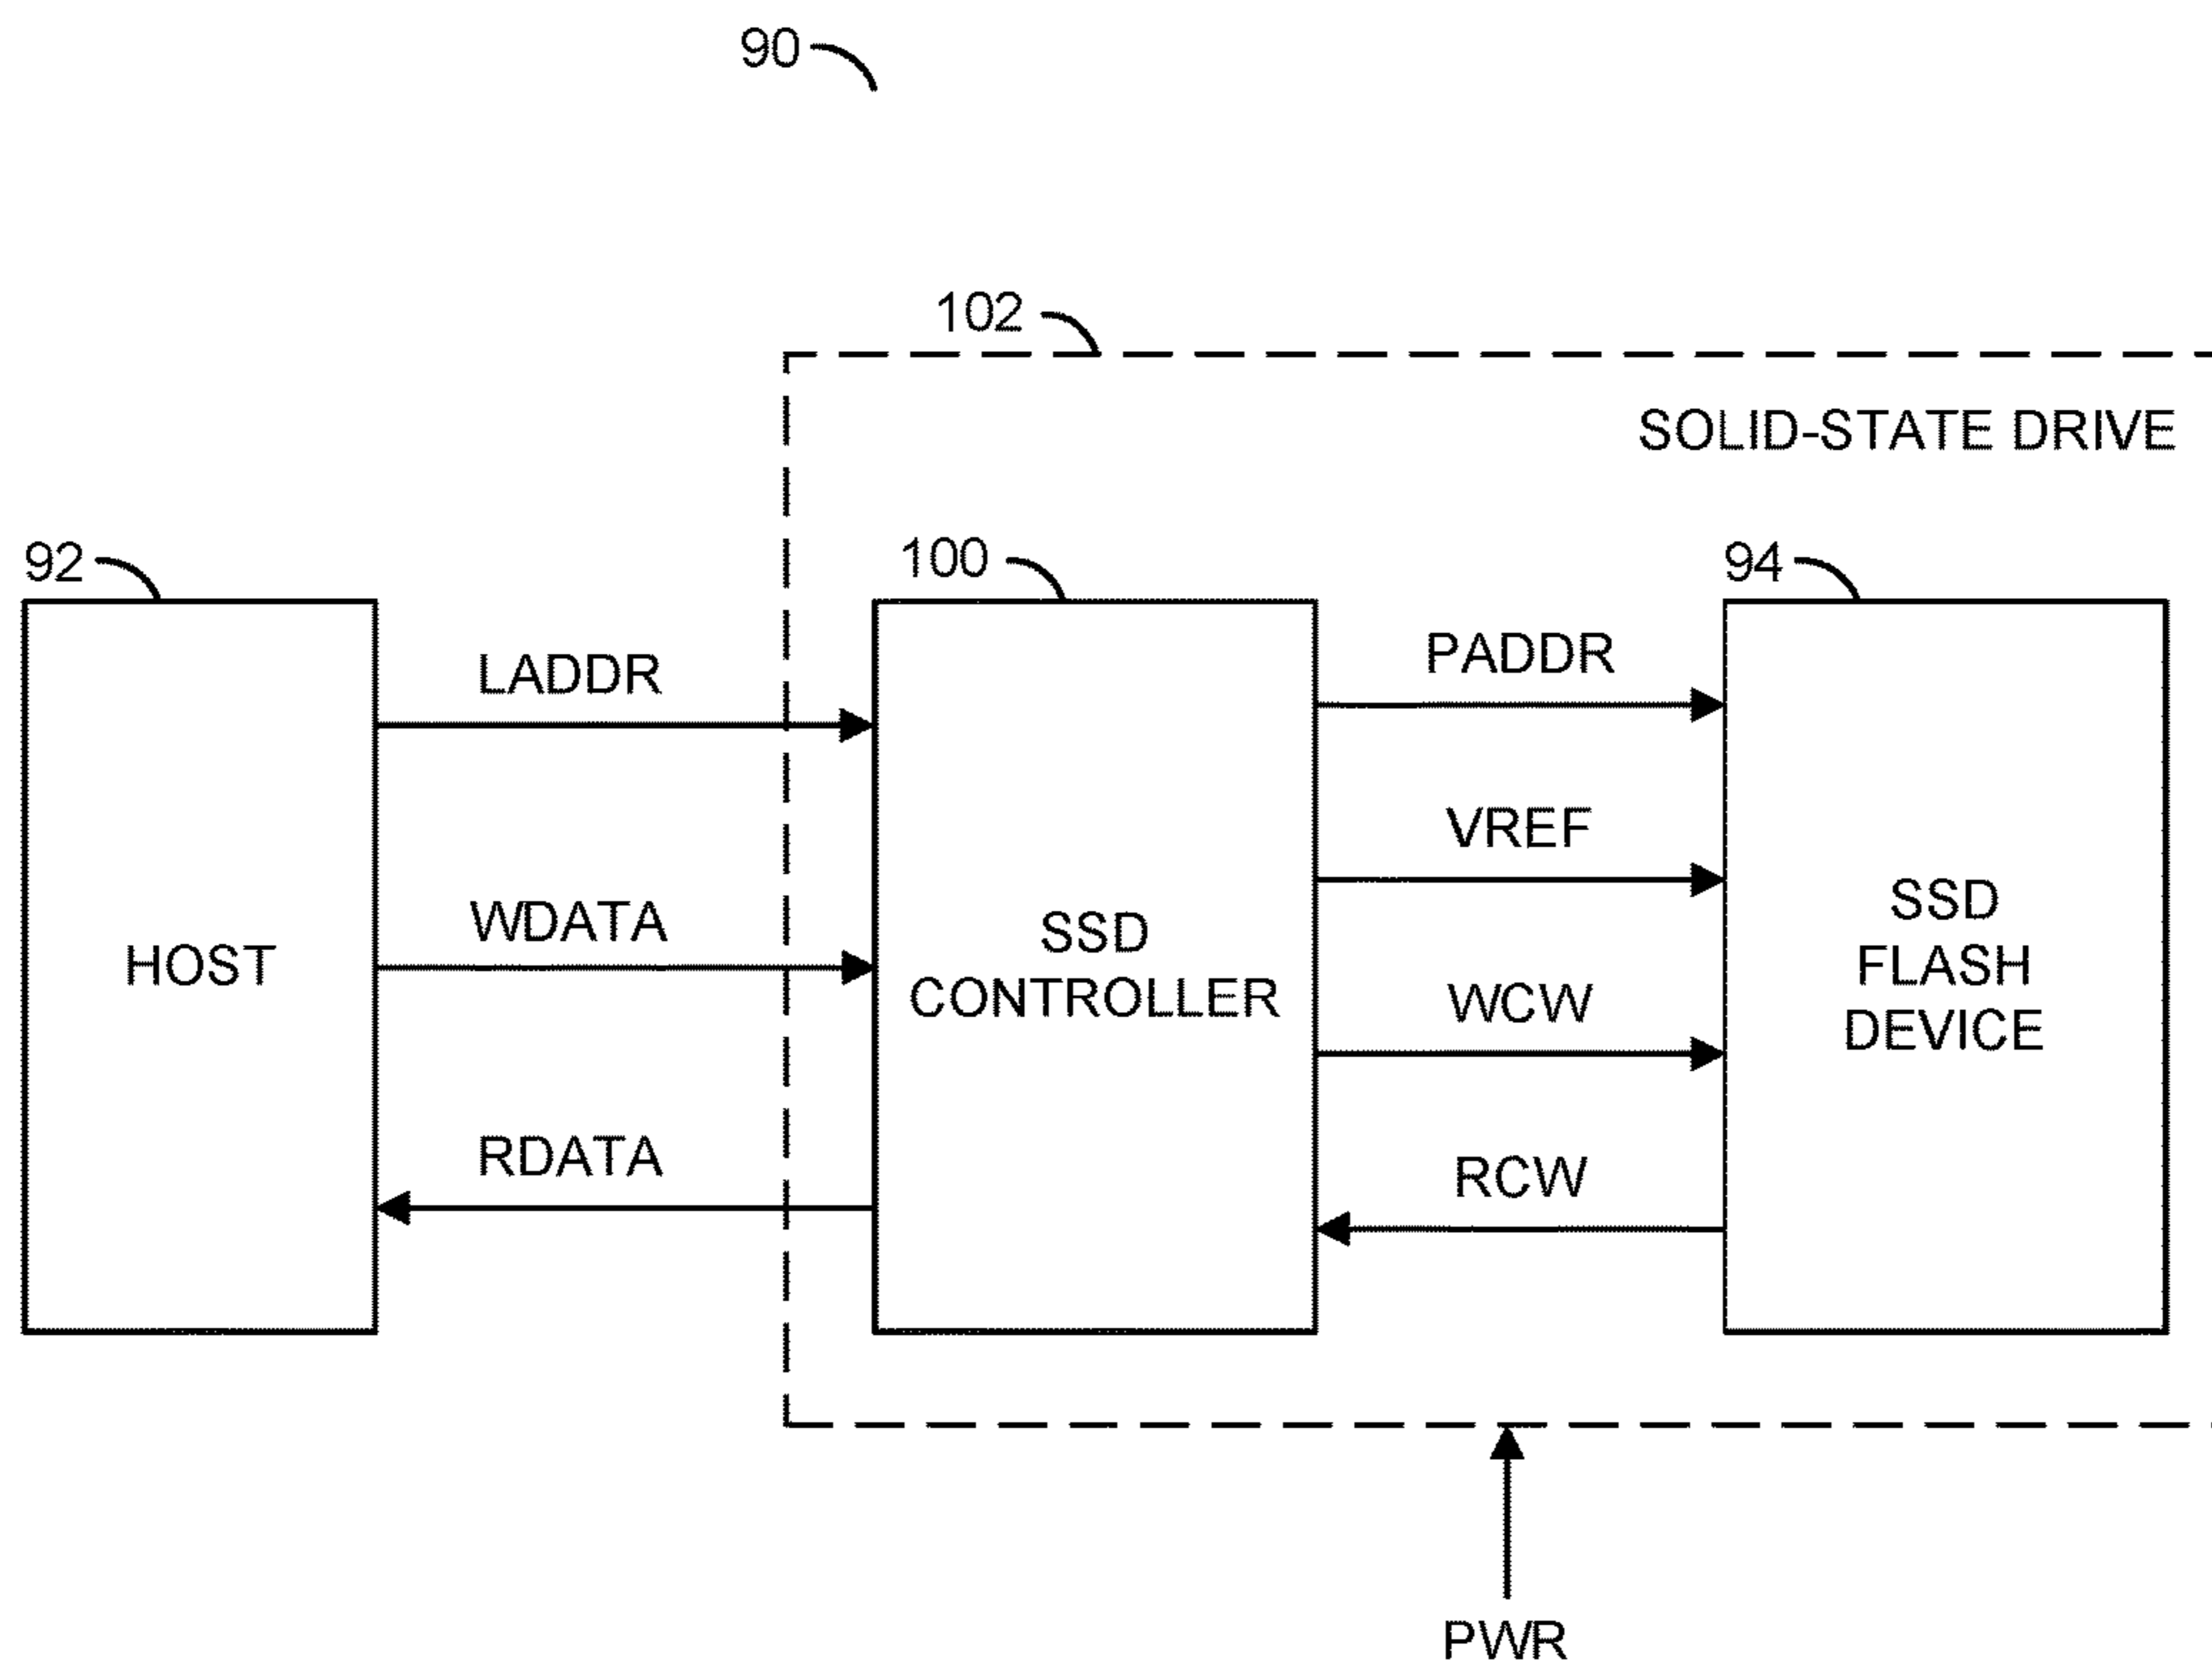 90
102
SOLID-STATE DRIVE
92
100
94
LADDR
PADDR
VREF
WDATA
HOST
SSD
CONTROLLER
WCW
SSD
FLASH
DEVICE
RDATA
RCW
PWR